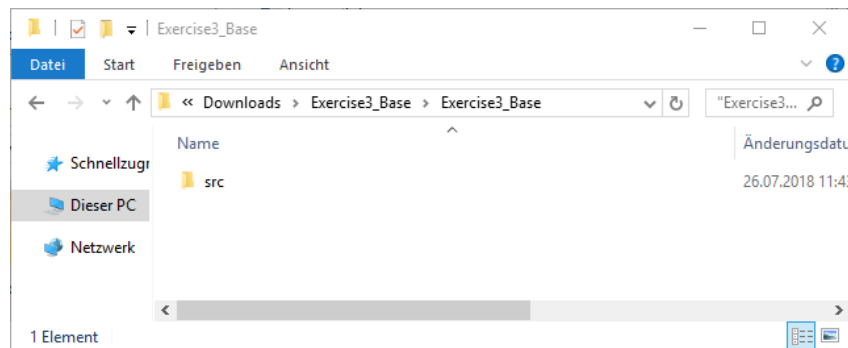 Exercise3_Base
Datei Start Freigeben Ansicht
« Downloads > Exercise3_Base > Exercise3_Base "Exercise3...
Name Änderungsdatu
Schnellzugr
src 26.07.2018 11:43
Dieser PC
Netzwerk
1 Element